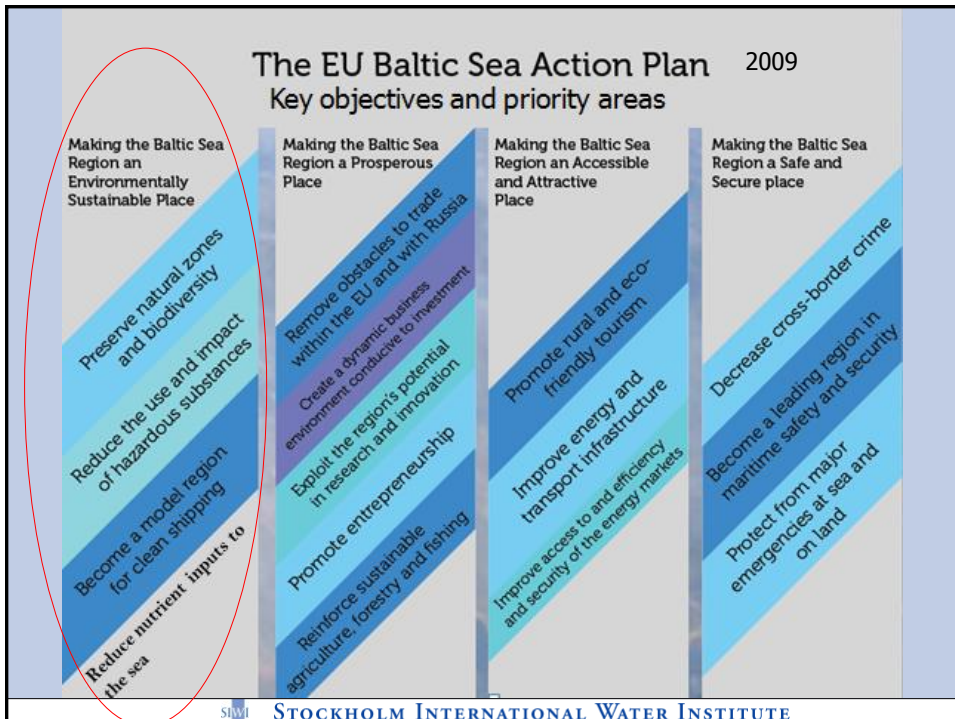 The EU Baltic Sea Action Plan
2009
Key objectives and priority areas
Making the Baltic Sea
Region an
Environmentally
Sustainable Place
Preserve natural zones
and biodiversity
Reduce the use and impact
of hazardous substances
Become a model region
for clean shipping
Reduce nutrient inputs to
the sea
Making the Baltic Sea
Region a Prosperous
Place
Remove obstacles to trade
within the EU and with Russia
Create a dynamic business
environment conducive to investment
Exploit the region's potential
in research and innovation
Promote entrepreneurship
Reinforce sustainable
agriculture, forestry and fishing
Making the Baltic Sea
Region an Accessible
and Attractive
Place
Promote rural and eco-
friendly tourism
Improve energy and
transport infrastructure
Improve access to and efficiency
and security of the energy markets
Making the Baltic Sea
Region a Safe and
Secure place
Decrease cross-border crime
Become a leading region in
maritime safety and security
Protect from major
emergencies at sea and
on land
SIWI STOCKHOLM INTERNATIONAL WATER INSTITUTE